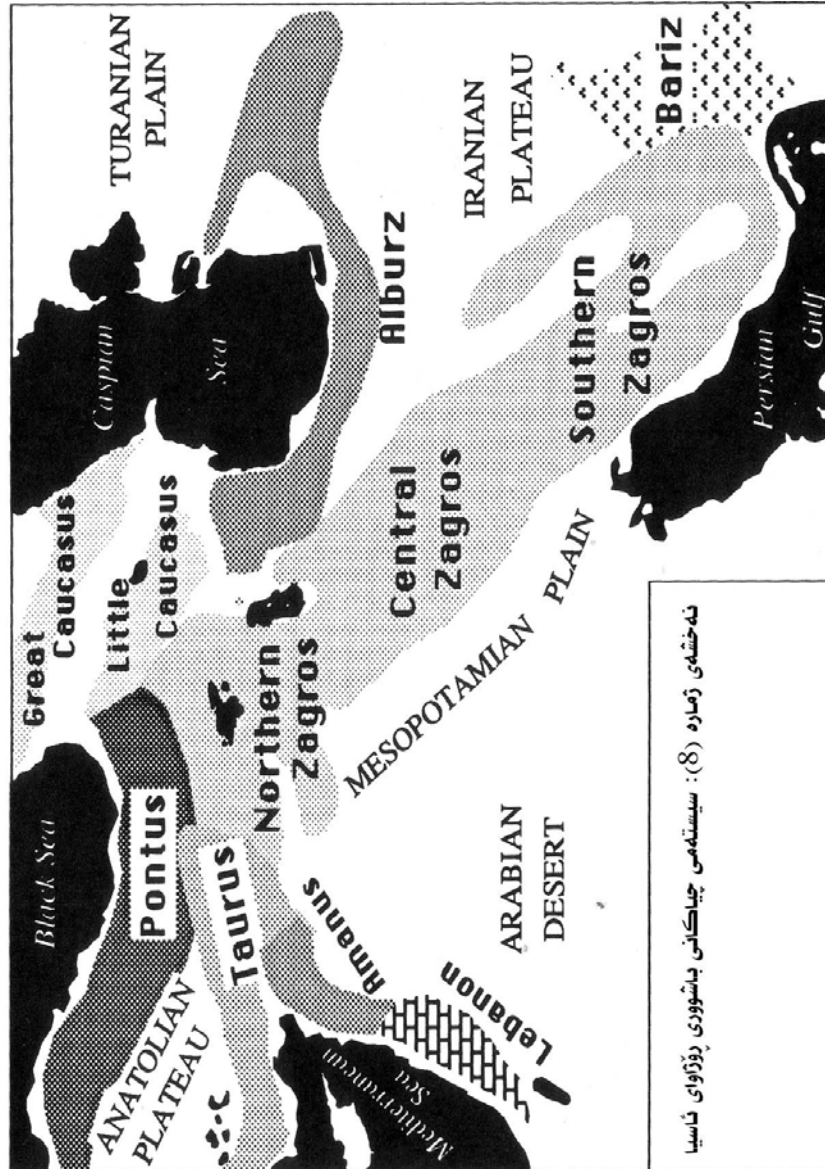 Black Sea
Great
Caucasus
Little
Caucasus
Caspian
Sea
TURANIAN
PLAIN
Pontus
ANATOLIAN
PLATEAU
Taurus
Northern
Zagros
Alburz
Amanus
Central
Zagros
IRANIAN
PLATEAU
Mediterranean
Sea
Lebanon
MESOPOTAMIAN PLAIN
ARABIAN
DESERT
Southern
Zagros
Bariz
Persian
Gulf
نەخشەی ژمارە (8): سیستەمی چیاکانی باشووری ڕۆژاوای ئاسیا